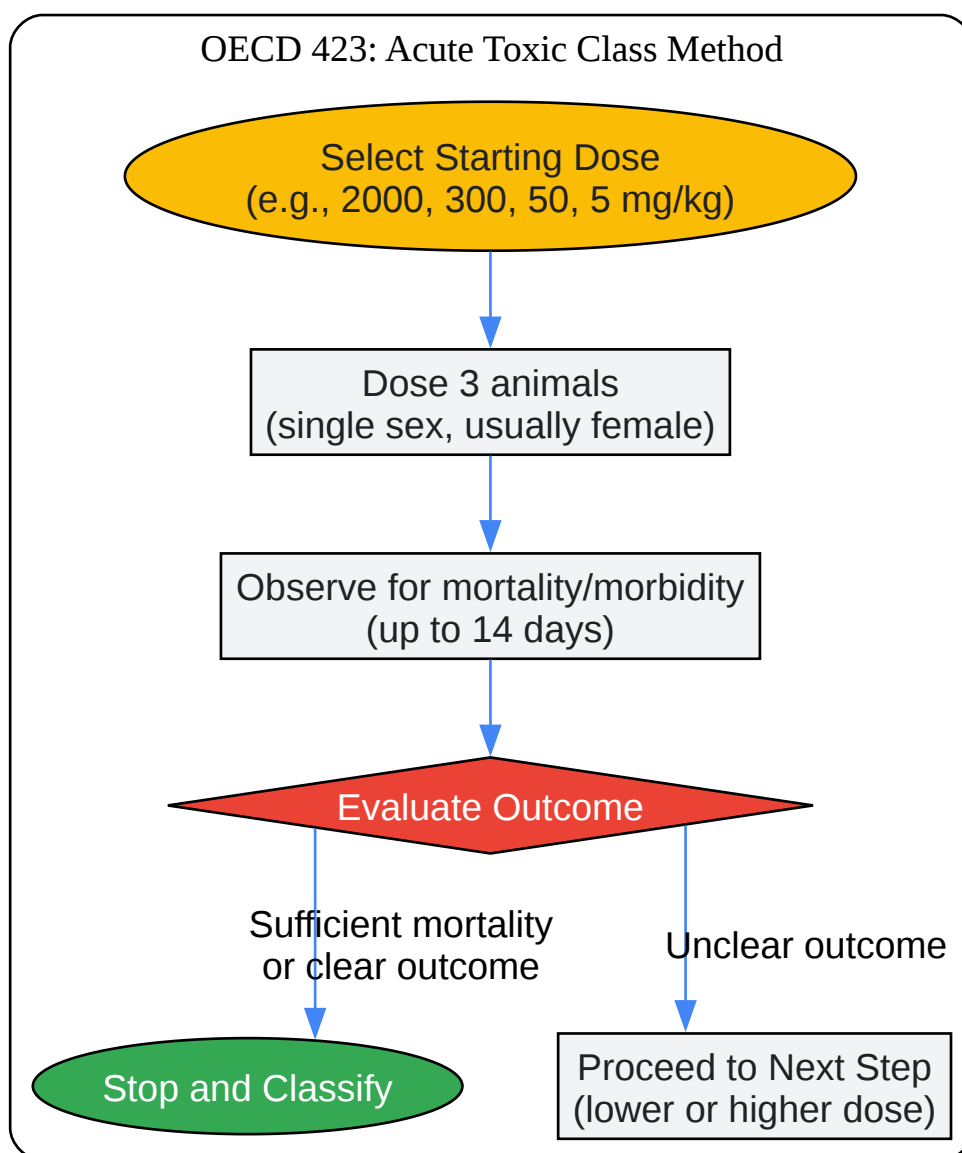 OECD 423: Acute Toxic Class Method
Select Starting Dose
(e.g., 2000, 300, 50, 5 mg/kg)
Dose 3 animals
(single sex, usually female)
Observe for mortality/morbidity
(up to 14 days)
Evaluate Outcome
Sufficient mortality
or clear outcome
Unclear outcome
Stop and Classify
Proceed to Next Step
(lower or higher dose)